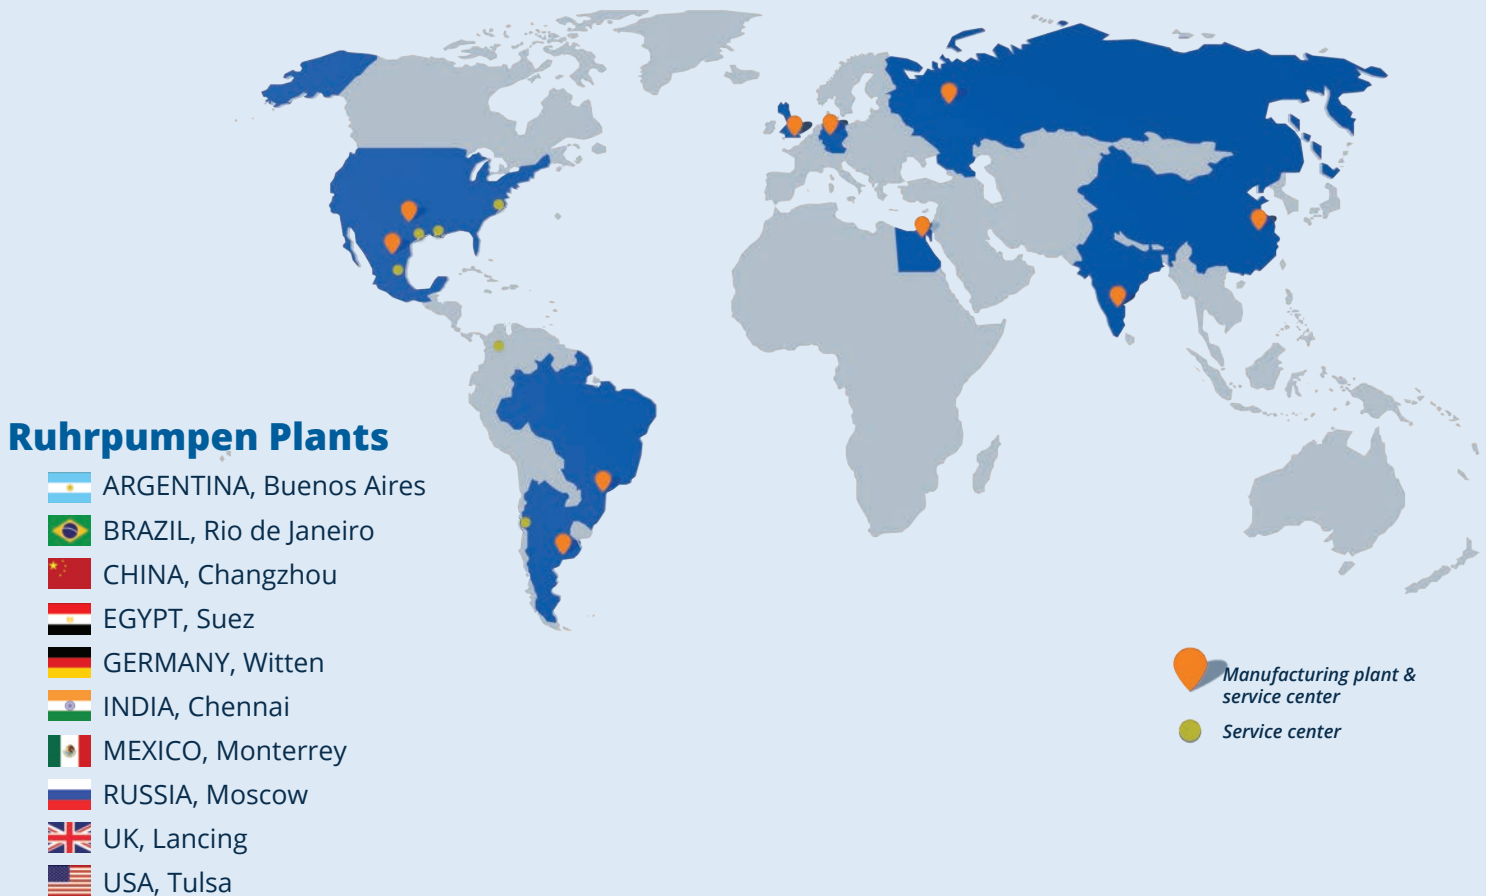 Ruhrpumpen Plants
ARGENTINA, Buenos Aires
BRAZIL, Rio de Janeiro
CHINA, Changzhou
EGYPT, Suez
GERMANY, Witten
INDIA, Chennai
MEXICO, Monterrey
RUSSIA, Moscow
UK, Lancing
USA, Tulsa
Manufacturing plant &
service center
Service center